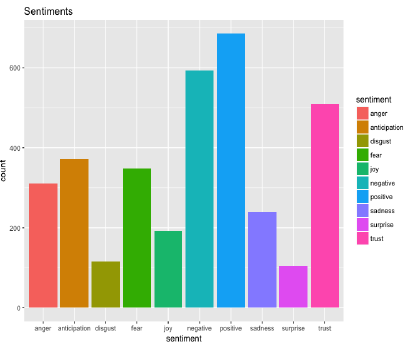 Sentiments
count
600
400
200
0
anger anticipation disgust fear joy negative positive sadness surprise trust
sentiment
sentiment
anger
anticipation
disgust
fear
joy
negative
positive
sadness
surprise
trust